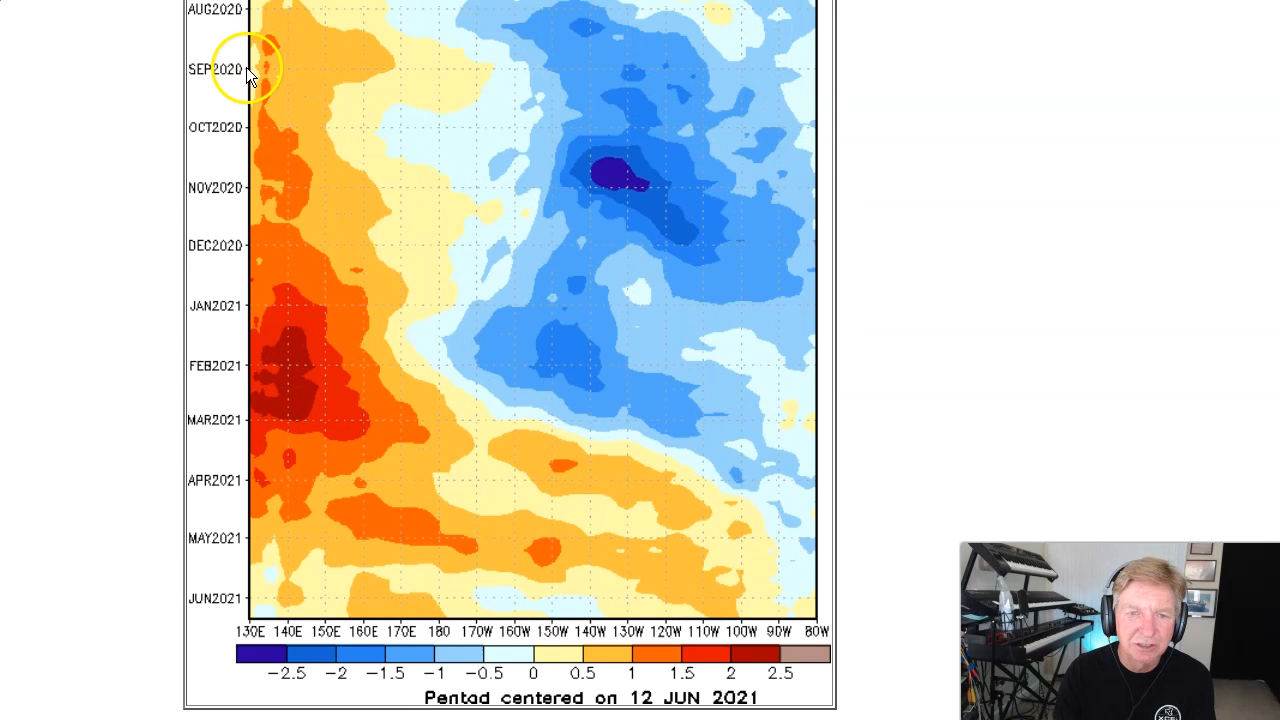 AUG2020
SEP2020
OCT2020
NOV2020
DEC2020
JAN2021
FEB2021
MAR2021
APR2021
MAY2021
JUN2021
130E 140E 150E 160E 170E 180 170W 160W 150W 140W 130W 120W 110W 100W 90W 80W
−2.5 −2 −1.5 −1 −0.5 0 0.5 1 1.5 2 2.5
Pentad centered on 12 JUN 2021